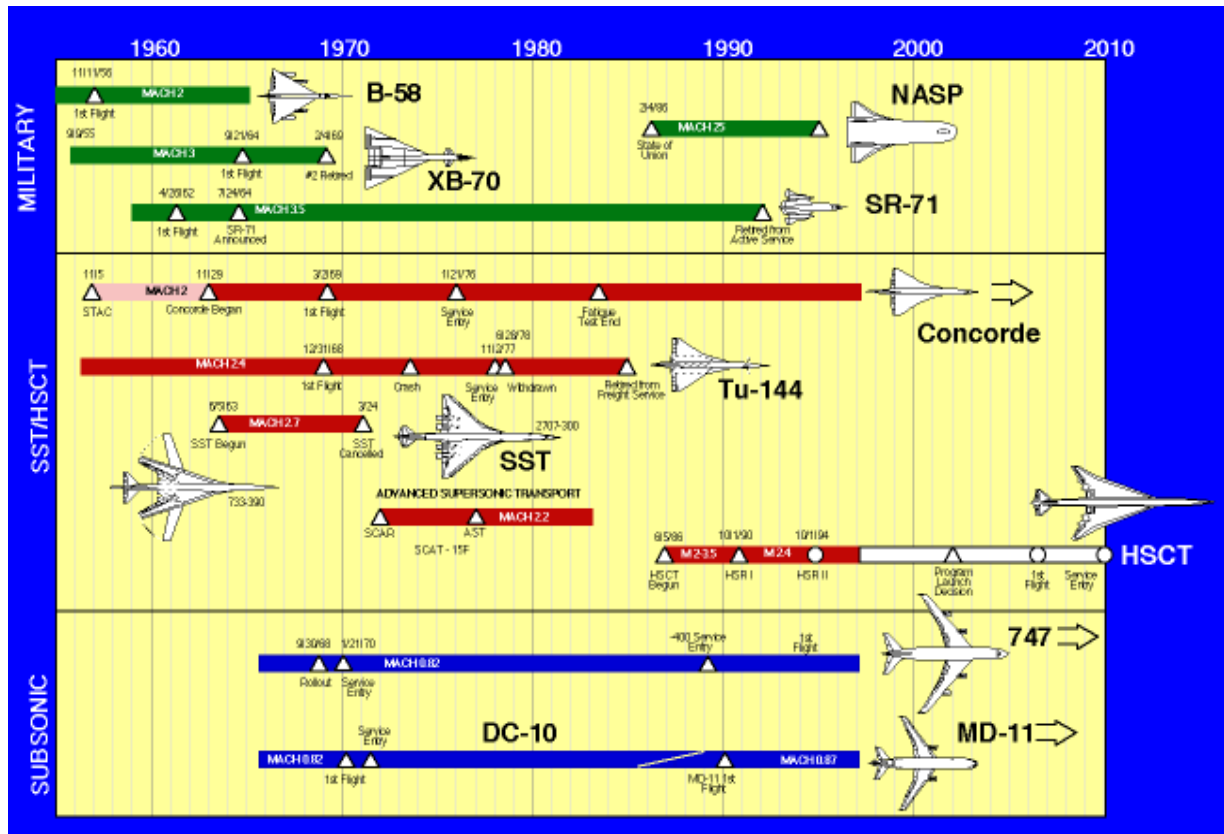 1960 1970 1980 1990 2000 2010
MILITARY
11/11/56
MACH 2
1st Flight
B-58
2/4/86
MACH 25
State of
Union
NASP
9/9/55
9/21/64
2/4/69
MACH 3
1st Flight
#2 Retired
XB-70
4/26/62
7/24/64
MACH 3.5
1st Flight
SR-71
Announced
Retired from
Active Service
SR-71
SST/HSCT
11/5
11/29
3/2/69
1/21/76
MACH 2
STAC
Concorde Began
1st Flight
Service
Entry
Fatigue
Test End
Concorde
12/31/68
11/2/77
6/28/78
MACH 2.4
1st Flight
Crash
Service
Entry
Withdrawn
Retired from
Freight Service
Tu-144
6/5/63
3/24
MACH 2.7
SST Begun
SST
Cancelled
2707-300
SST
733-390
ADVANCED SUPERSONIC TRANSPORT
MACH 2.2
SCAR
AST
SCAT - 15F
6/5/86
10/1/90
10/1/94
M 2-3.5
M 2.4
HSCT
Begun
HSR I
HSR II
Program
Launch
Decision
1st
Flight
Service
Entry
HSCT
SUBSONIC
9/30/68
1/21/70
MACH 0.82
Rollout
Service
Entry
-400 Service
Entry
1st
Flight
747
Service
Entry
DC-10
MD-11
MACH 0.82
MACH 0.87
1st Flight
MD-11 1st
Flight